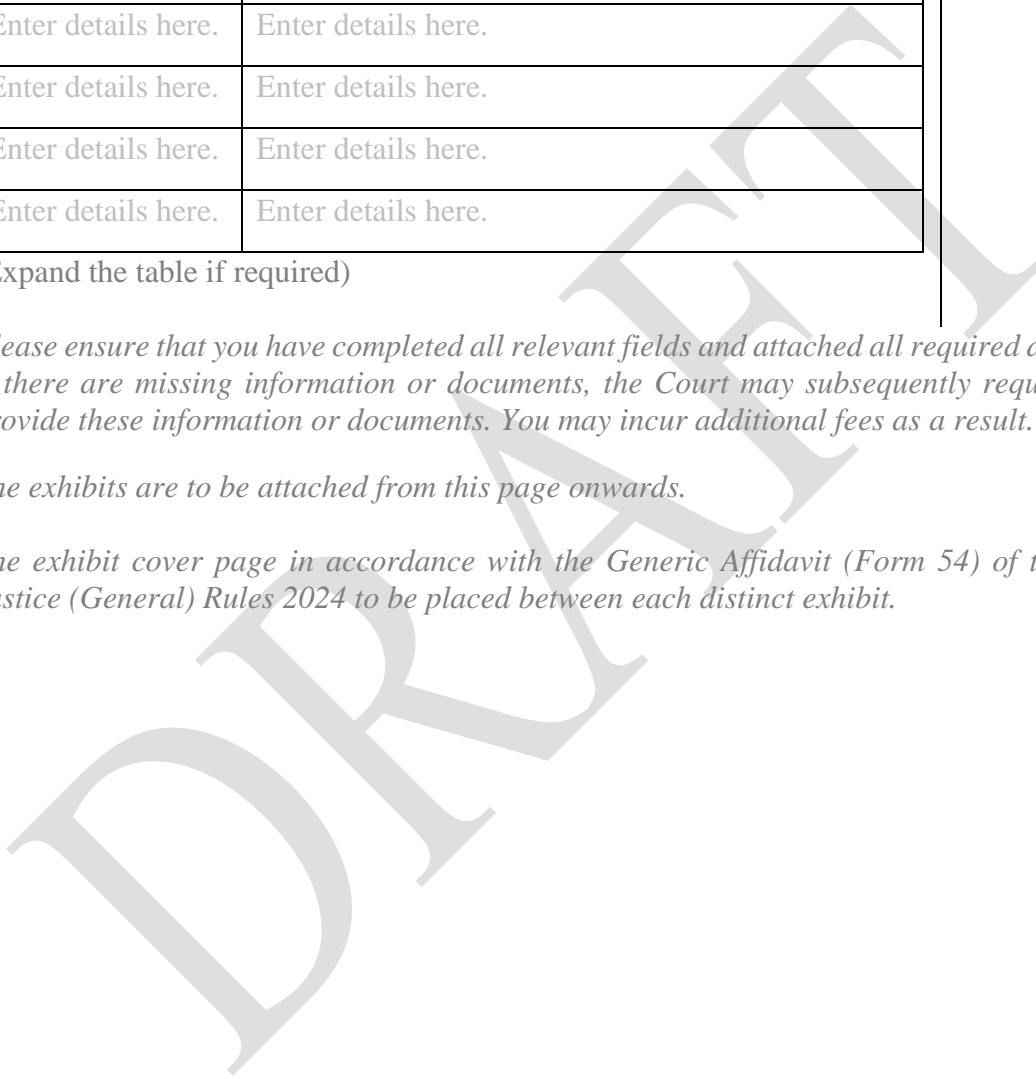 Enter details here. Enter details here.
Enter details here. Enter details here.
Enter details here. Enter details here.
Enter details here. Enter details here.
Expand the table if required)
lease ensure that you have completed all relevant fields and attached all required
there are missing information or documents, the Court may subsequently requ
rovide these information or documents. You may incur additional fees as a result.
he exhibits are to be attached from this page onwards.
he exhibit cover page in accordance with the Generic Affidavit (Form 54) of t
ustice (General) Rules 2024 to be placed between each distinct exhibit.
DRAFT